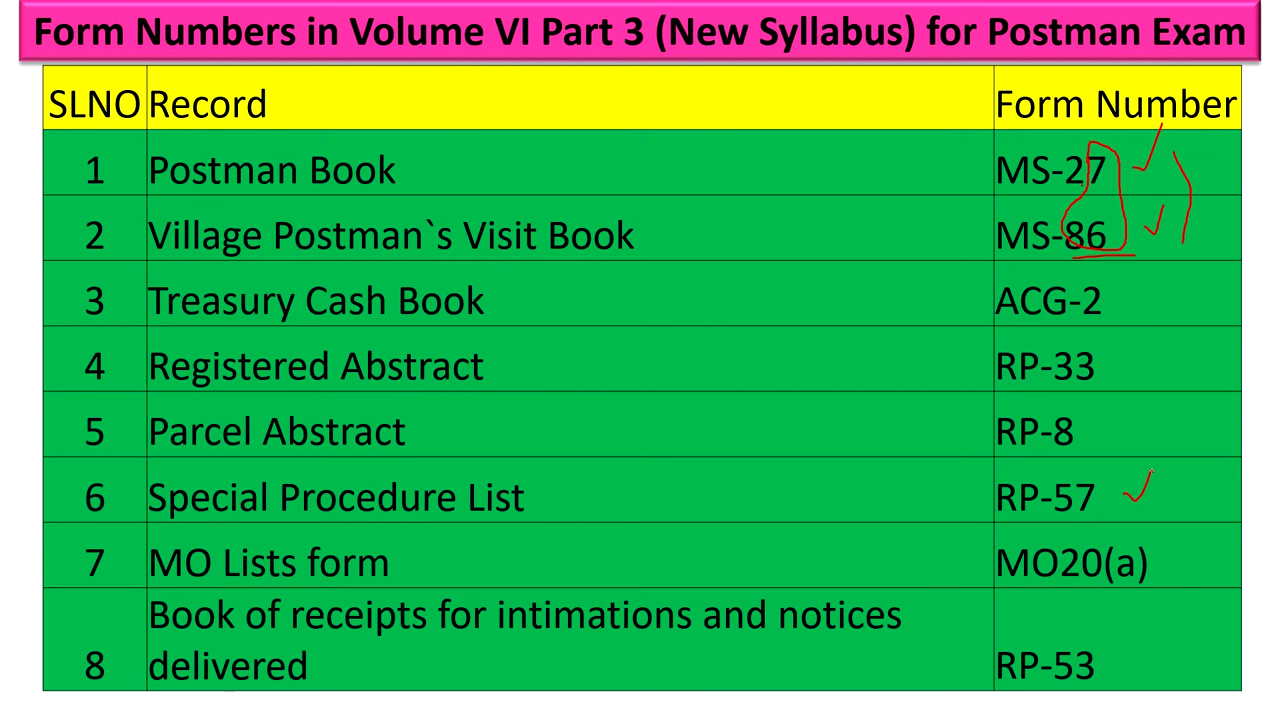 Form Numbers in Volume VI Part 3 (New Syllabus) for Postman Exam
SLNO Record Form Number
1 Postman Book MS-27
2 Village Postman`s Visit Book MS-86
3 Treasury Cash Book ACG-2
4 Registered Abstract RP-33
5 Parcel Abstract RP-8
6 Special Procedure List RP-57
7 MO Lists form MO20(a)
Book of receipts for intimations and notices
8 delivered RP-53